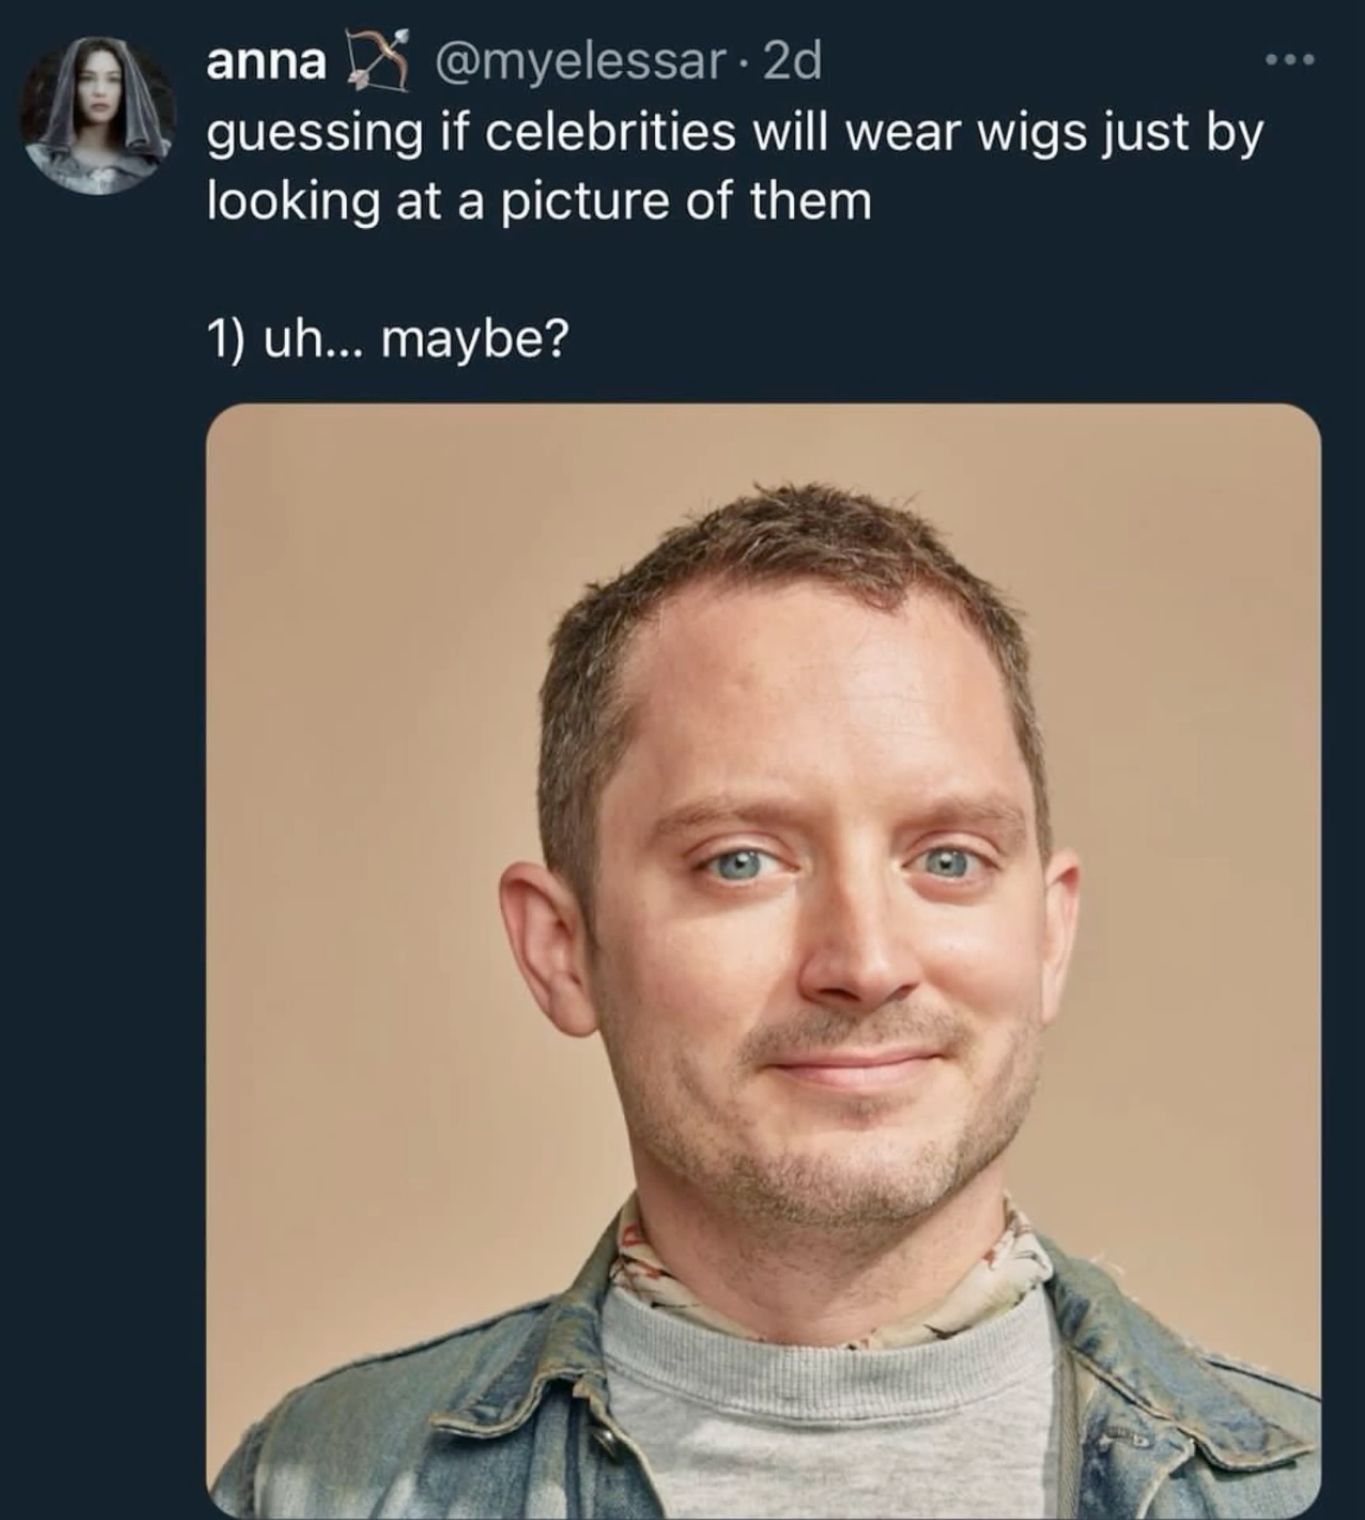 anna 🏹 @myelessar · 2d
guessing if celebrities will wear wigs just by
looking at a picture of them
1) uh... maybe?